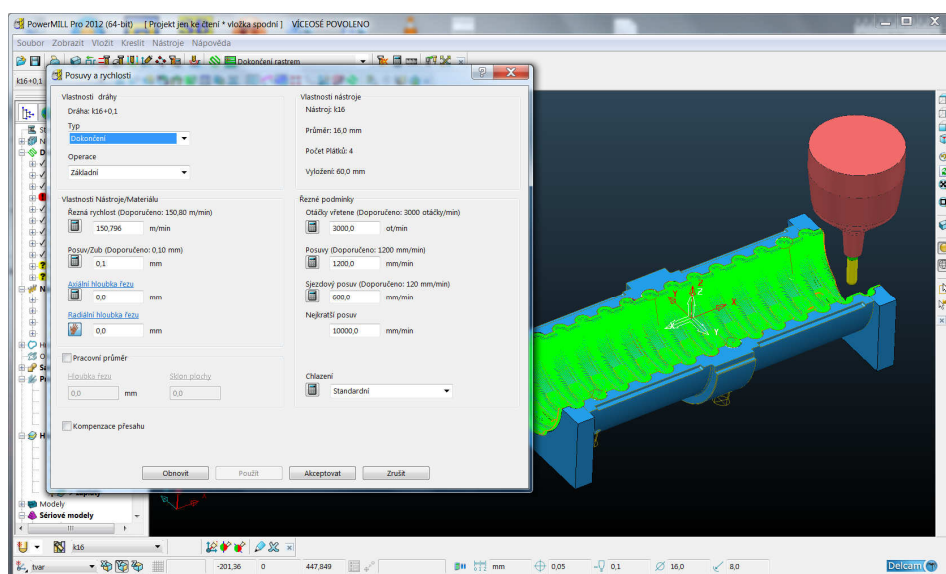 PowerMILL Pro 2012 (64-bit) [Projekt jen ke čtení * vložka spodní ] VÍCEOSÉ POVOLENO
Soubor Zobrazit Vložit Kreslit Nástroje Nápověda
Dokončení rastrem
k16+0,1
Posuvy a rychlosti
Vlastnosti dráhy
Dráha: k16+0,1
Typ
Dokončení
Operace
Základní
Vlastnosti nástroje
Nástroj: k16
Průměr: 16,0 mm
Počet Plátků: 4
Vyložení: 60,0 mm
Vlastnosti Nástroje/Materiálu
Řezná rychlost (Doporučeno: 150,80 m/min)
150,796 m/min
Posuv/Zub (Doporučeno: 0,10 mm)
0,1 mm
Axiální hloubka řezu
0,0 mm
Radiální hloubka řezu
0,0 mm
Řezné podmínky
Otáčky vřetene (Doporučeno: 3000 otáčky/min)
3000,0 ot/min
Posuvy (Doporučeno: 1200 mm/min)
1200,0 mm/min
Sjezdový posuv (Doporučeno: 120 mm/min)
600,0 mm/min
Nejkratší posuv
10000,0 mm/min
Pracovní průměr
Hloubka řezu Sklon plochy
0,0 mm 0,0
Chlazení
Standardní
Kompenzace přesahu
Obnovit Použít Akceptovat Zrušit
Z
Y
X
Z
X
Y
Modely
Sériové modely
k16
tvar -201,36 0 447,849 mm 0,05 0,1 16,0 8,0 Delcam